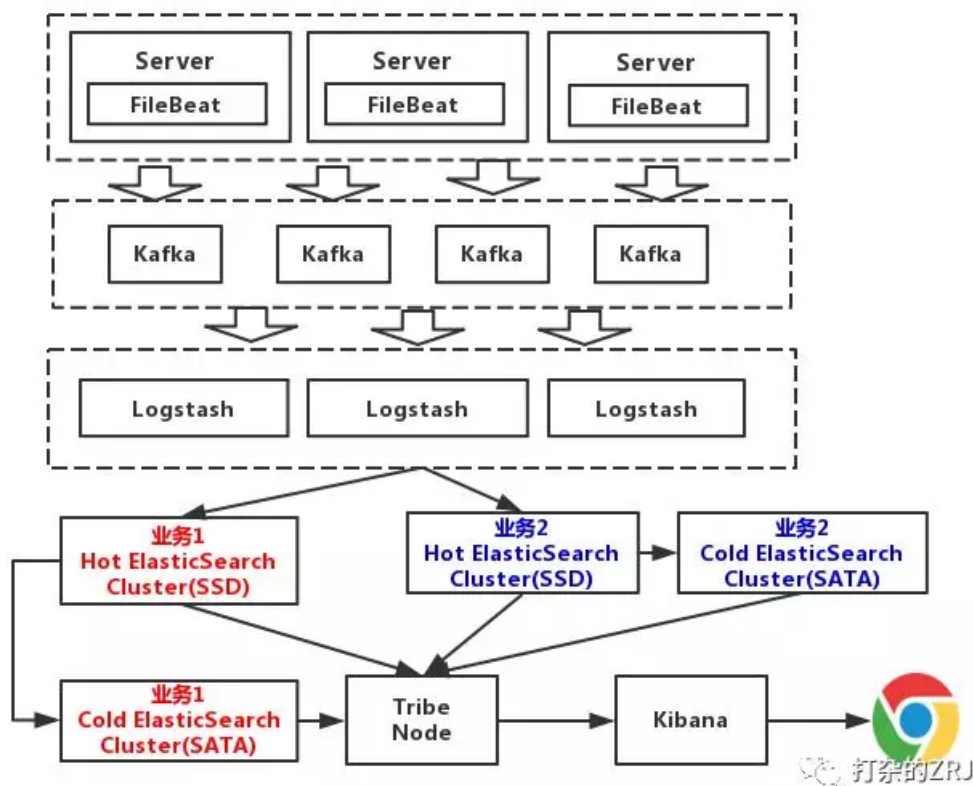 Server
FileBeat
Server
FileBeat
Server
FileBeat
Kafka
Kafka
Kafka
Kafka
Logstash
Logstash
Logstash
业务1
Hot ElasticSearch
Cluster(SSD)
业务2
Hot ElasticSearch
Cluster(SSD)
业务2
Cold ElasticSearch
Cluster(SATA)
业务1
Cold ElasticSearch
Cluster(SATA)
Tribe
Node
Kibana
打杂的ZRJ